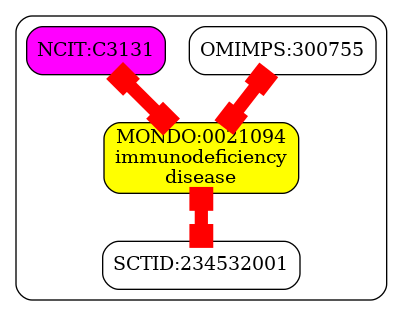 NCIT:C3131
OMIMPS:300755
MONDO:0021094
immunodeficiency
disease
SCTID:234532001